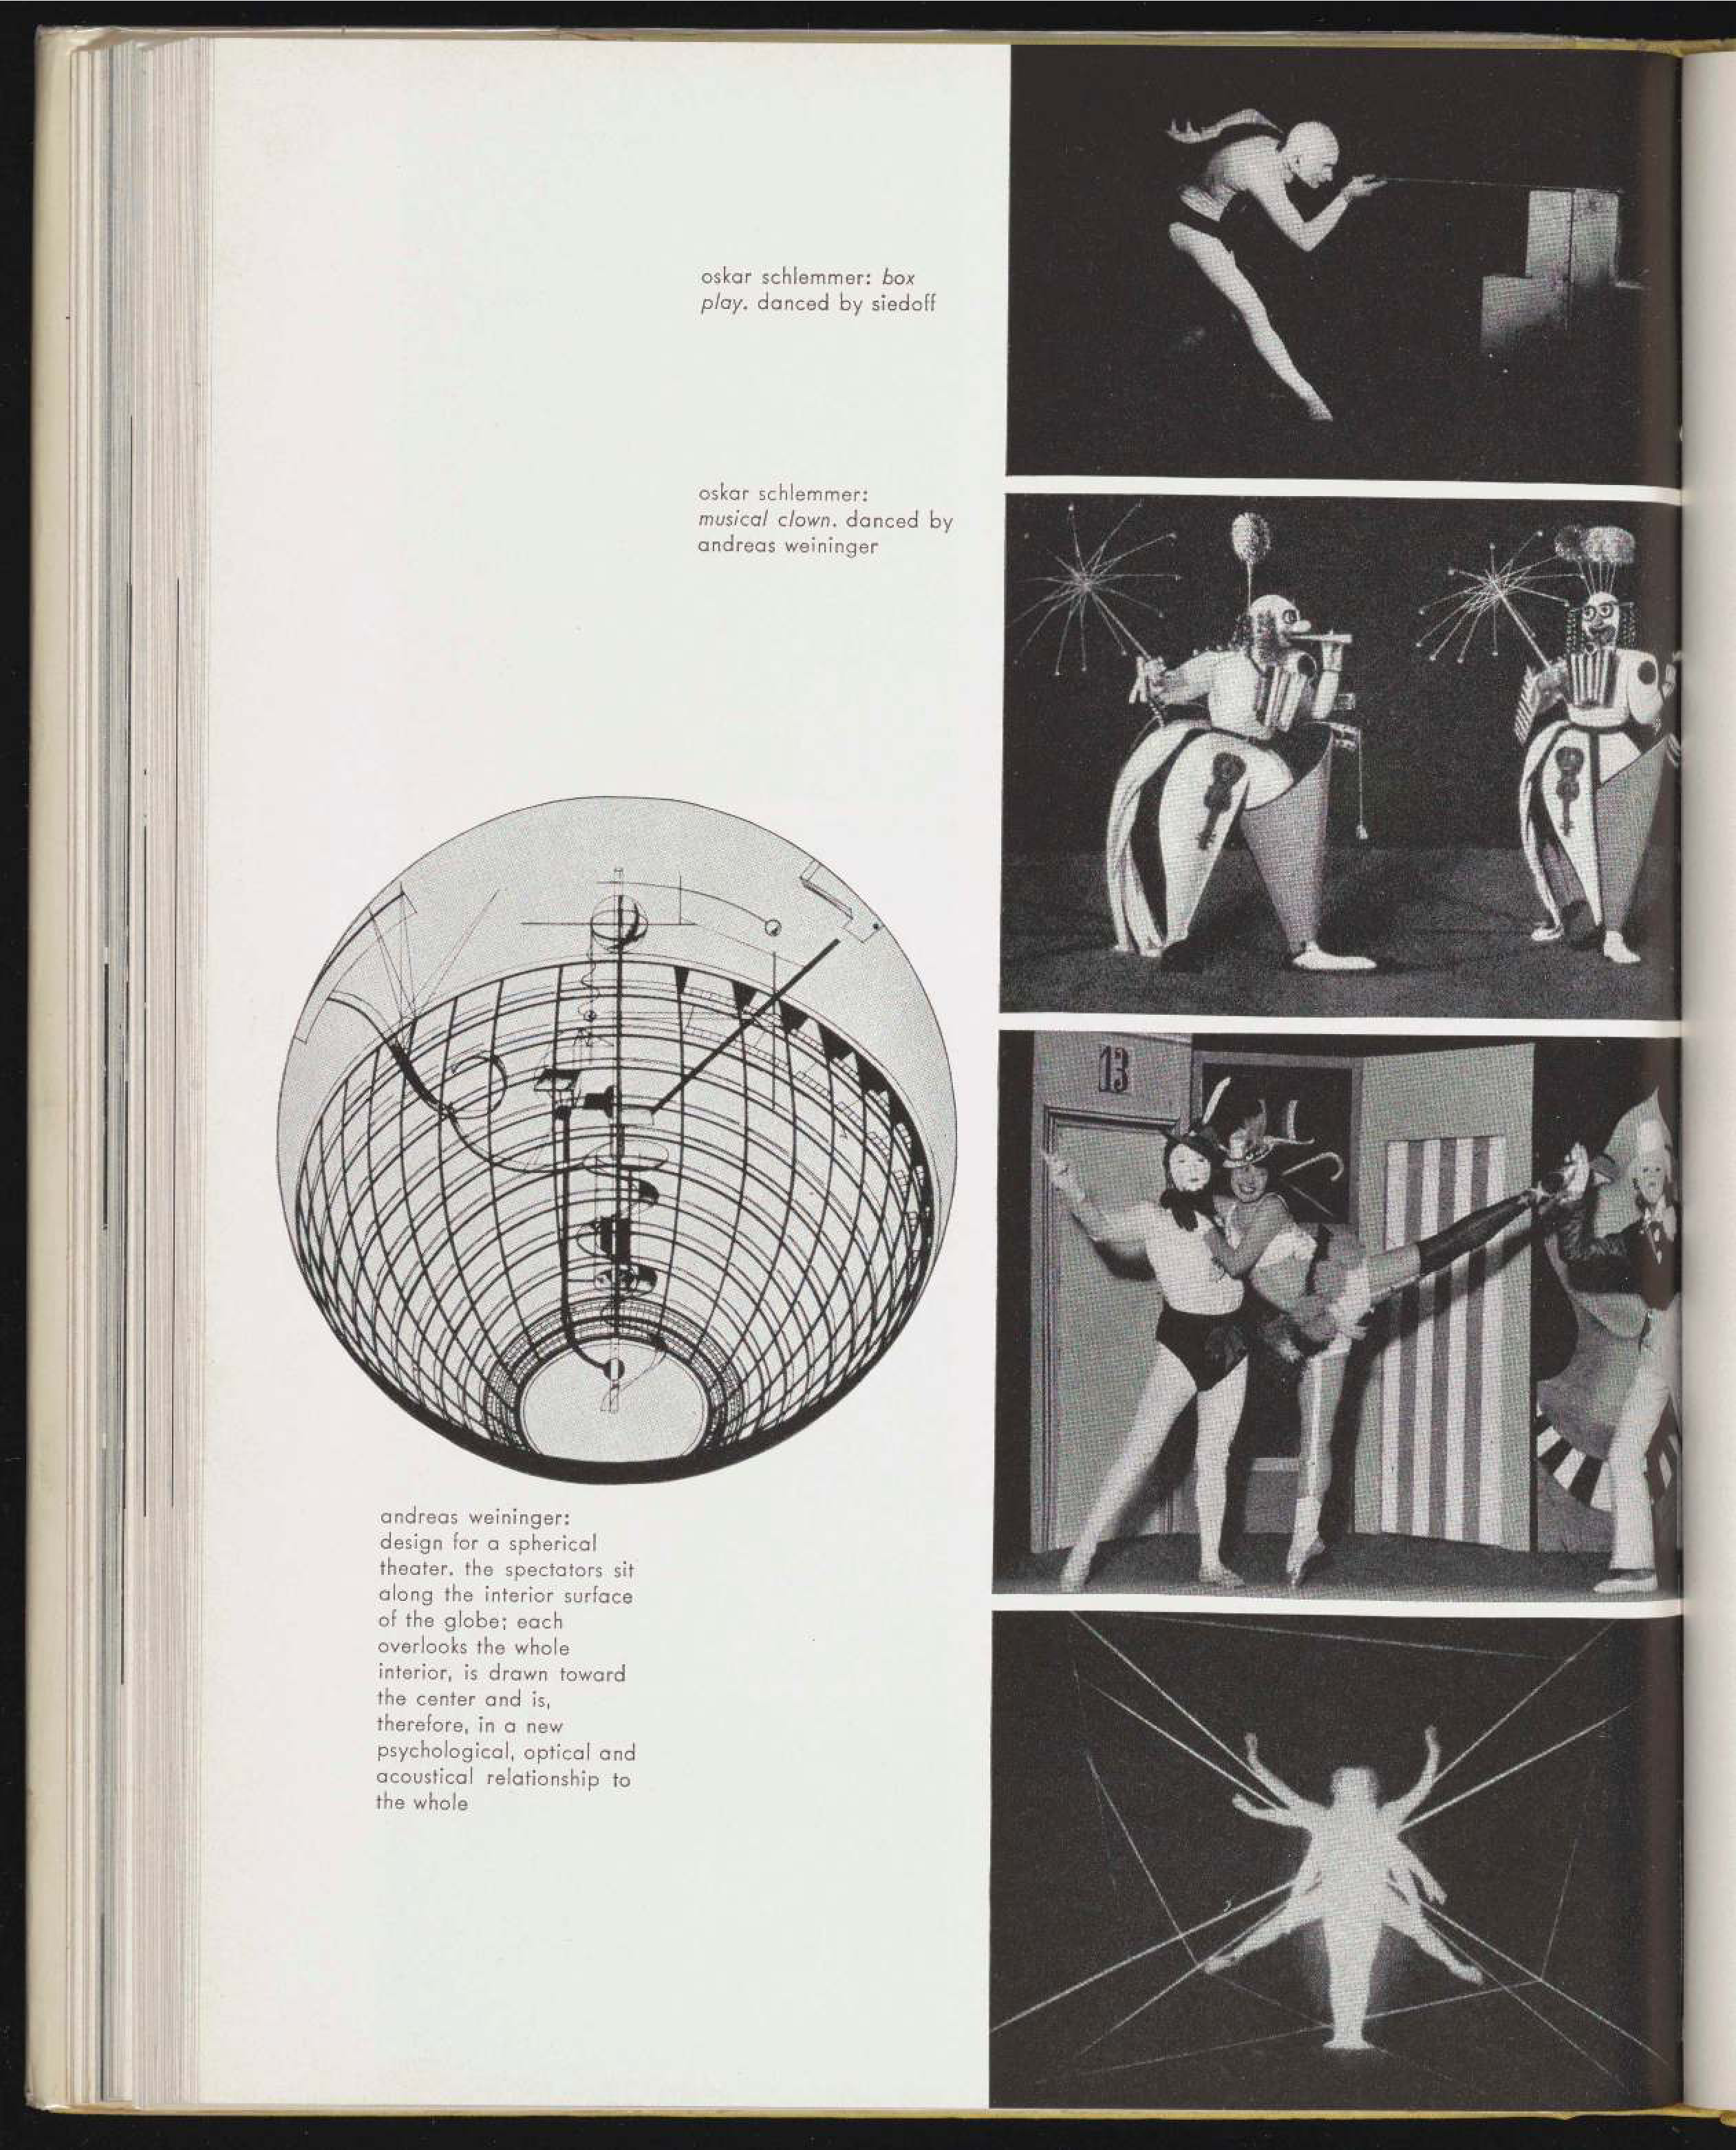 oskar schlemmer: box
play. danced by siedoff
oskar schlemmer:
musical clown. danced by
andreas weininger
13
andreas weininger:
design for a spherical
theater. the spectators sit
along the interior surface
of the globe; each
overlooks the whole
interior, is drawn toward
the center and is,
therefore, in a new
psychological, optical and
acoustical relationship to
the whole